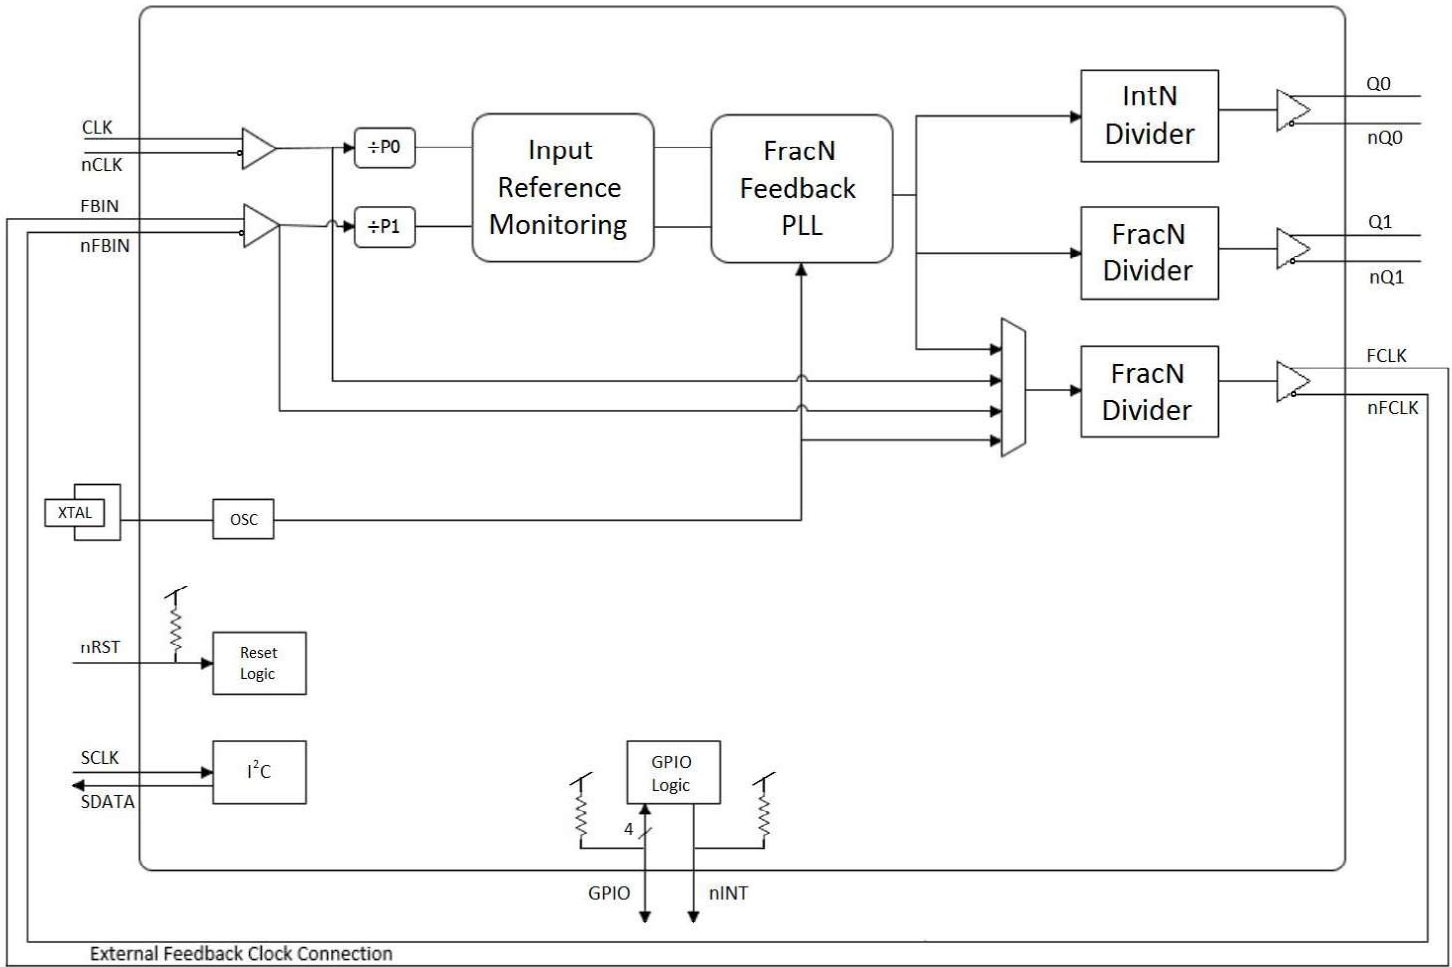 CLK
nCLK
FBIN
nFBIN
÷P0
÷P1
Input
Reference
Monitoring
FracN
Feedback
PLL
IntN
Divider
Q0
nQ0
FracN
Divider
Q1
nQ1
FracN
Divider
FCLK
nFCLK
XTAL
OSC
nRST
Reset
Logic
SCLK
SDATA
I²C
GPIO
Logic
4
GPIO
nINT
External Feedback Clock Connection